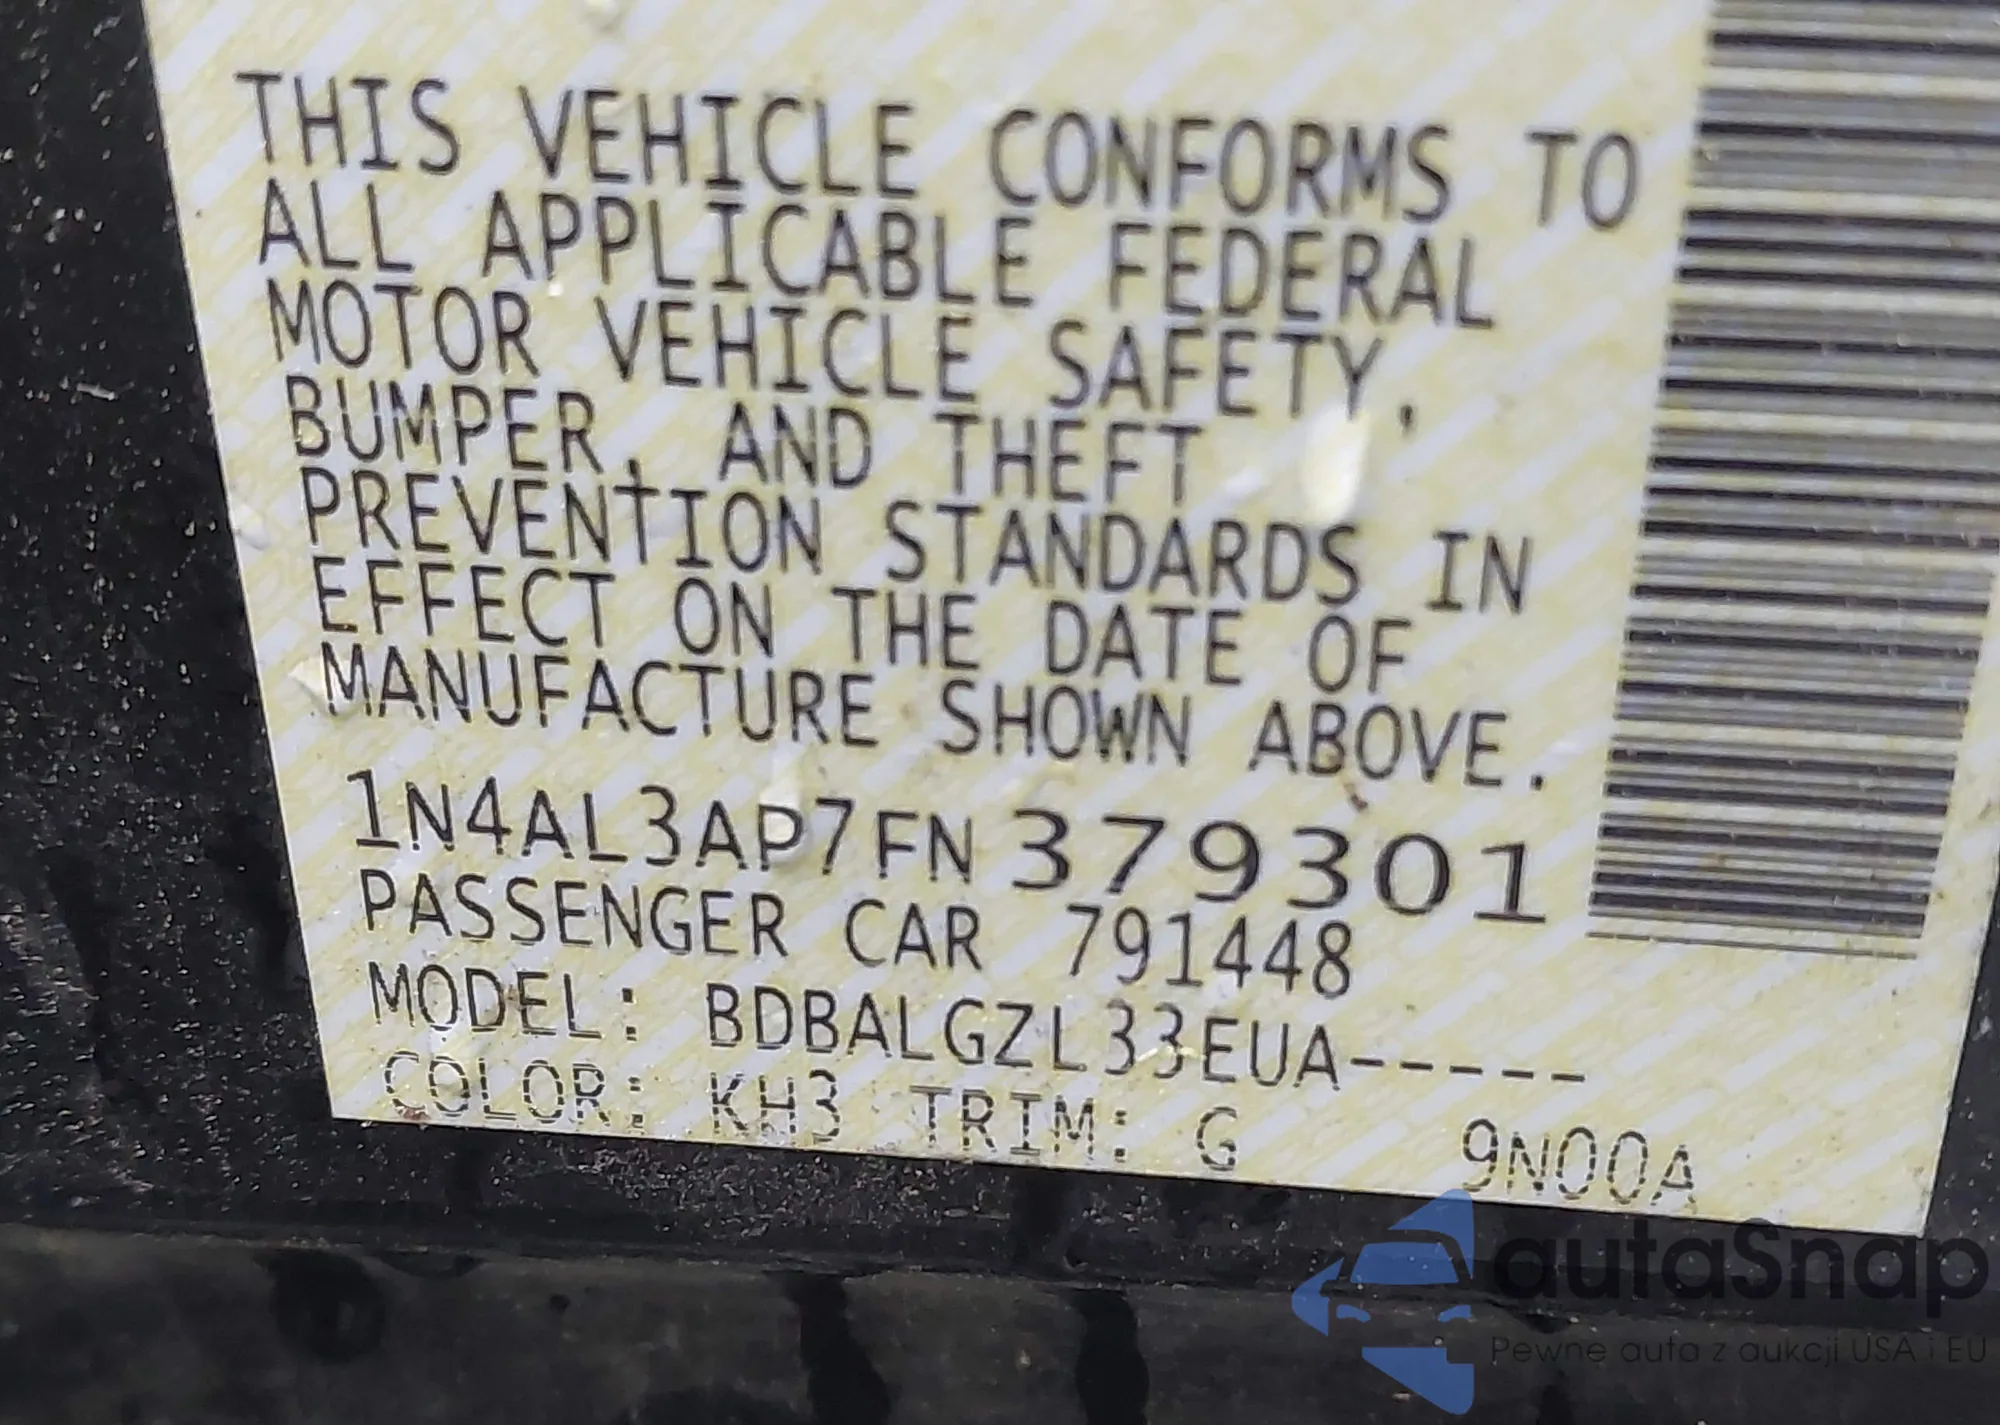 THIS VEHICLE CONFORMS TO
ALL APPLICABLE FEDERAL
MOTOR VEHICLE SAFETY,
BUMPER, AND THEFT
PREVENTION STANDARDS IN
EFFECT ON THE DATE OF
MANUFACTURE SHOWN ABOVE.
1N4AL3AP7FN379301
PASSENGER CAR 791448
MODEL: BDBALGZL33EUA-----
COLOR: KH3 TRIM: G 9N00A
autaSnap
Pewne auta z aukcji USA i EU